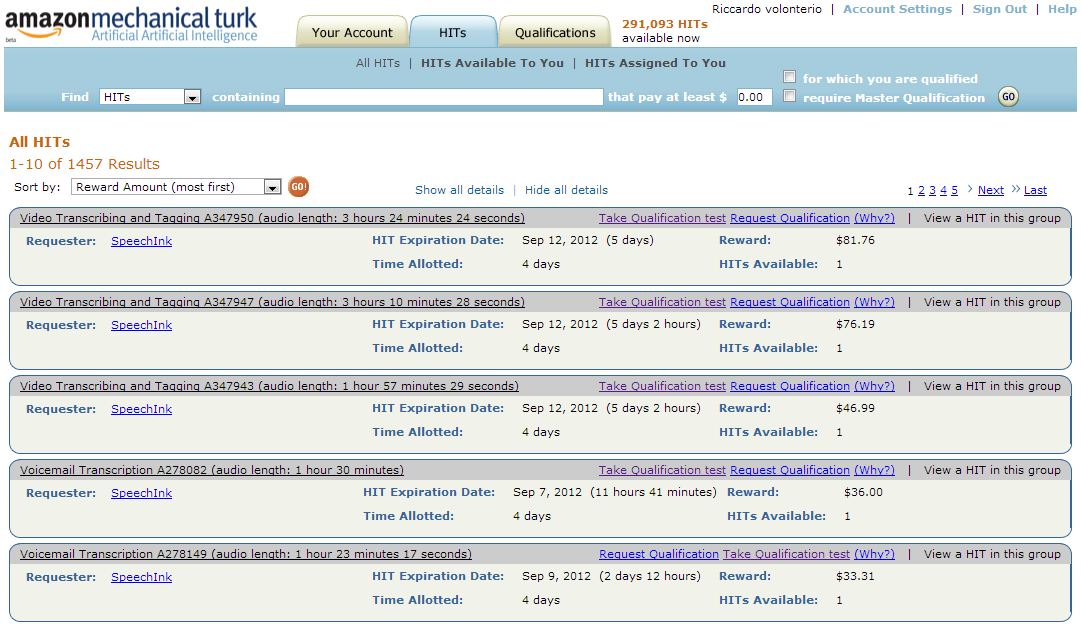 amazonmechanical turk
beta
Artificial Artificial Intelligence
Your Account
HITs
Qualifications
291,093 HITs
available now
Riccardo volonterio | Account Settings | Sign Out | Help
All HITs | HITs Available To You | HITs Assigned To You
Find HITs containing that pay at least $ 0.00
for which you are qualified
require Master Qualification
GO
All HITs
1-10 of 1457 Results
Sort by: Reward Amount (most first) GO!
Show all details | Hide all details
1 2 3 4 5 › Next » Last
Video Transcribing and Tagging A347950 (audio length: 3 hours 24 minutes 24 seconds) Take Qualification test Request Qualification (Why?) | View a HIT in this group
Requester: SpeechInk HIT Expiration Date: Sep 12, 2012 (5 days) Reward: $81.76
Time Allotted: 4 days HITs Available: 1
Video Transcribing and Tagging A347947 (audio length: 3 hours 10 minutes 28 seconds) Take Qualification test Request Qualification (Why?) | View a HIT in this group
Requester: SpeechInk HIT Expiration Date: Sep 12, 2012 (5 days 2 hours) Reward: $76.19
Time Allotted: 4 days HITs Available: 1
Video Transcribing and Tagging A347943 (audio length: 1 hour 57 minutes 29 seconds) Take Qualification test Request Qualification (Why?) | View a HIT in this group
Requester: SpeechInk HIT Expiration Date: Sep 12, 2012 (5 days 2 hours) Reward: $46.99
Time Allotted: 4 days HITs Available: 1
Voicemail Transcription A278082 (audio length: 1 hour 30 minutes) Take Qualification test Request Qualification (Why?) | View a HIT in this group
Requester: SpeechInk HIT Expiration Date: Sep 7, 2012 (11 hours 41 minutes) Reward: $36.00
Time Allotted: 4 days HITs Available: 1
Voicemail Transcription A278149 (audio length: 1 hour 23 minutes 17 seconds) Request Qualification Take Qualification test (Why?) | View a HIT in this group
Requester: SpeechInk HIT Expiration Date: Sep 9, 2012 (2 days 12 hours) Reward: $33.31
Time Allotted: 4 days HITs Available: 1